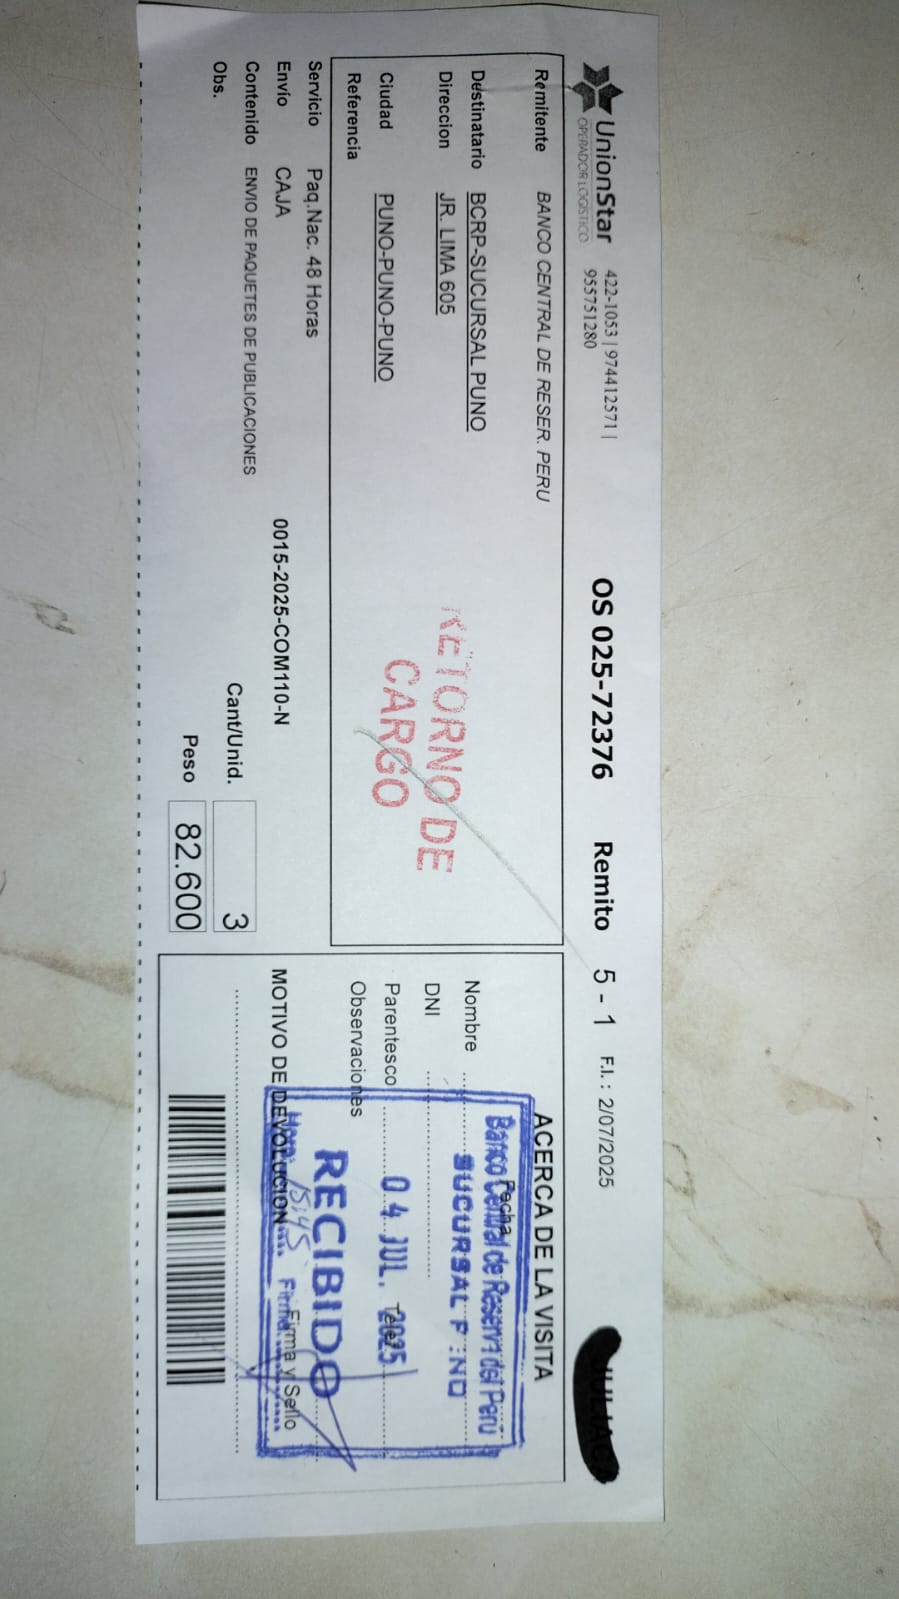 UnionStar
OPERADOR LOGISTICO
422-1053 | 974412571 |
955751280
OS 025-72376
Remito 5 - 1
F.I. : 2/07/2025
Remitente BANCO CENTRAL DE RESER. PERU
Destinatario BCRP-SUCURSAL PUNO
Direccion JR. LIMA 605
Ciudad PUNO-PUNO-PUNO
Referencia
RETORNO DE
CARGO
Servicio Paq.Nac. 48 Horas
Envío CAJA 0015-2025-COM110-N
Contenido ENVIO DE PAQUETES DE PUBLICACIONES
Obs.
Cant/Unid. 3
Peso 82.600
ACERCA DE LA VISITA
Fecha
Nombre
DNI
Parentesco
Observaciones
MOTIVO DE DEVOLUCION
Firma y Sello
Banco Central de Reserva del Perú
SUCURSAL P NO
04 JUL. 2025
RECIBIDO
Hora:
Firma: